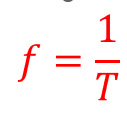 f = 1/T